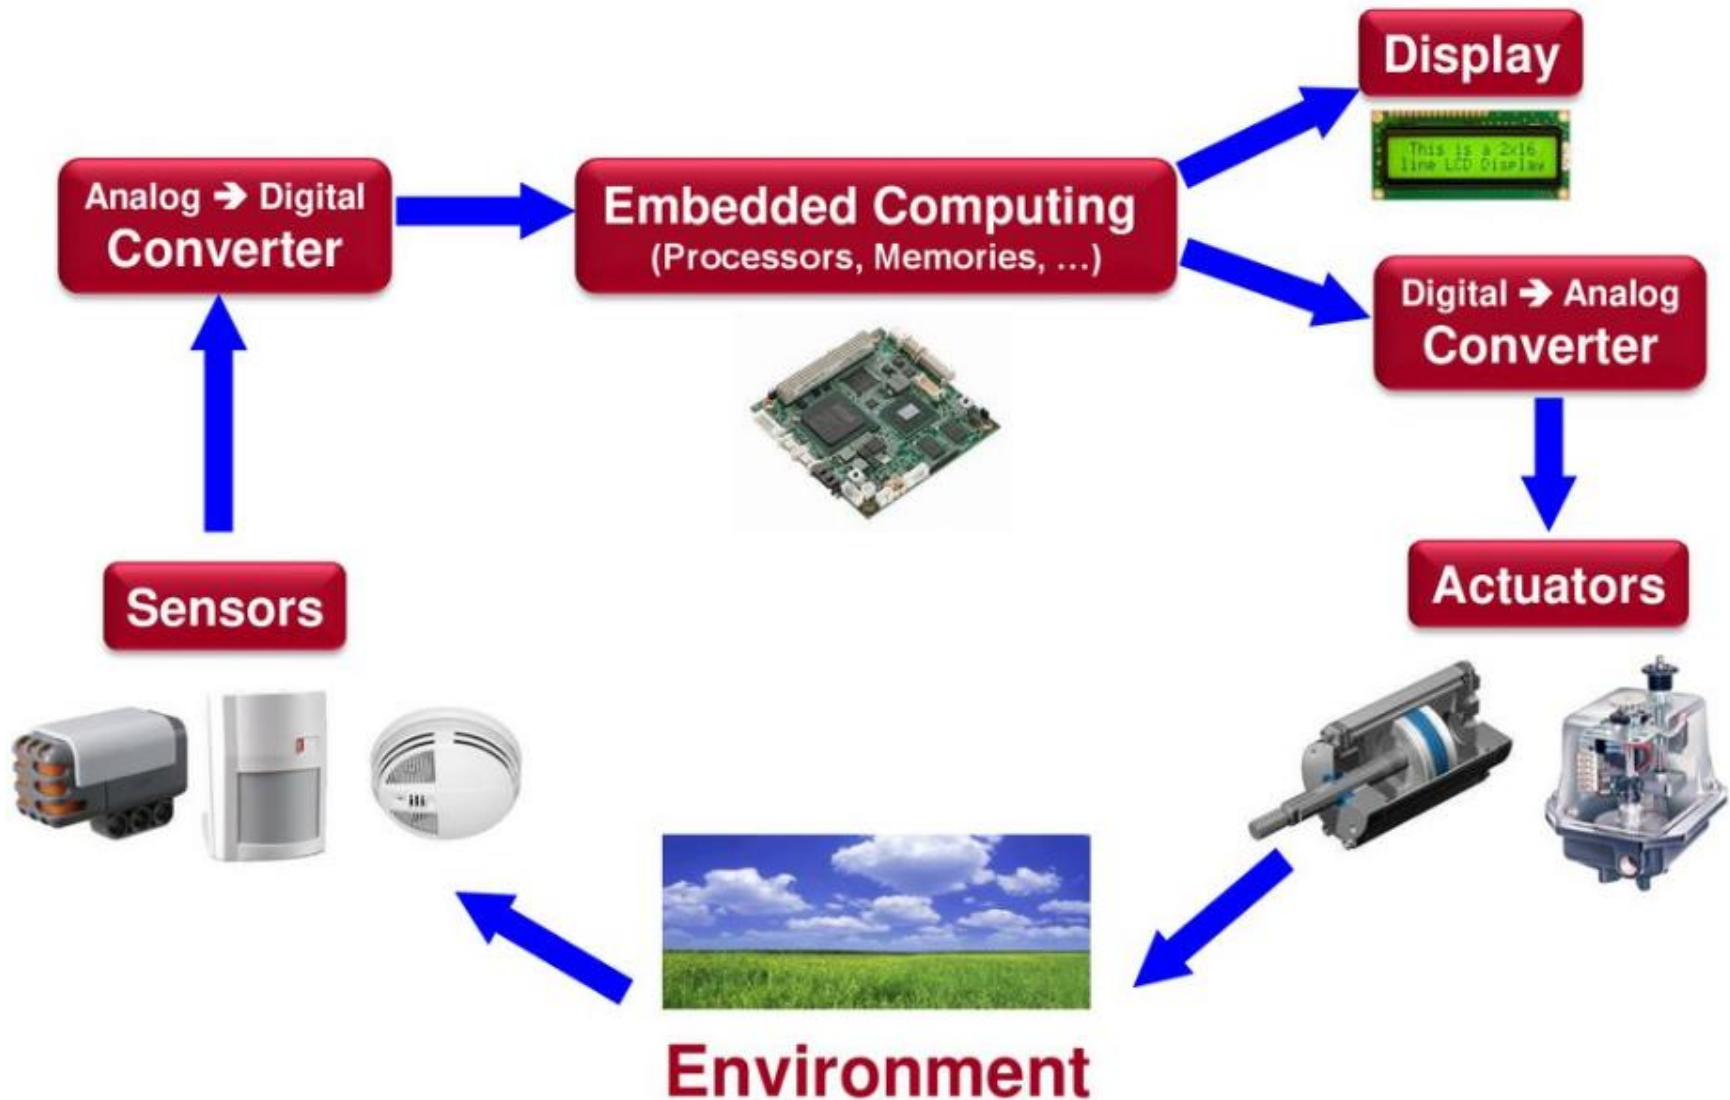 Display
This is a 2x16
line LCD Display
Analog ➔ Digital
Converter
Embedded Computing
(Processors, Memories, ...)
Digital ➔ Analog
Converter
Sensors
Actuators
Environment